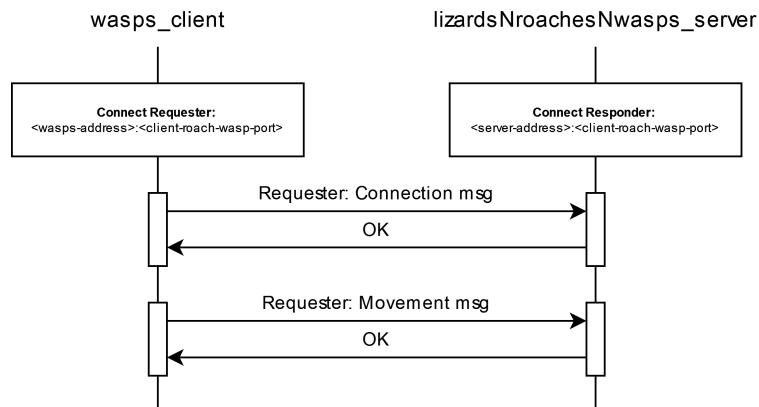 wasps_client
lizardsNroachesNwasps_server
Connect Requester:
<wasps-address>:<client-roach-wasp-port>
Connect Responder:
<server-address>:<client-roach-wasp-port>
Requester: Connection msg
OK
Requester: Movement msg
OK